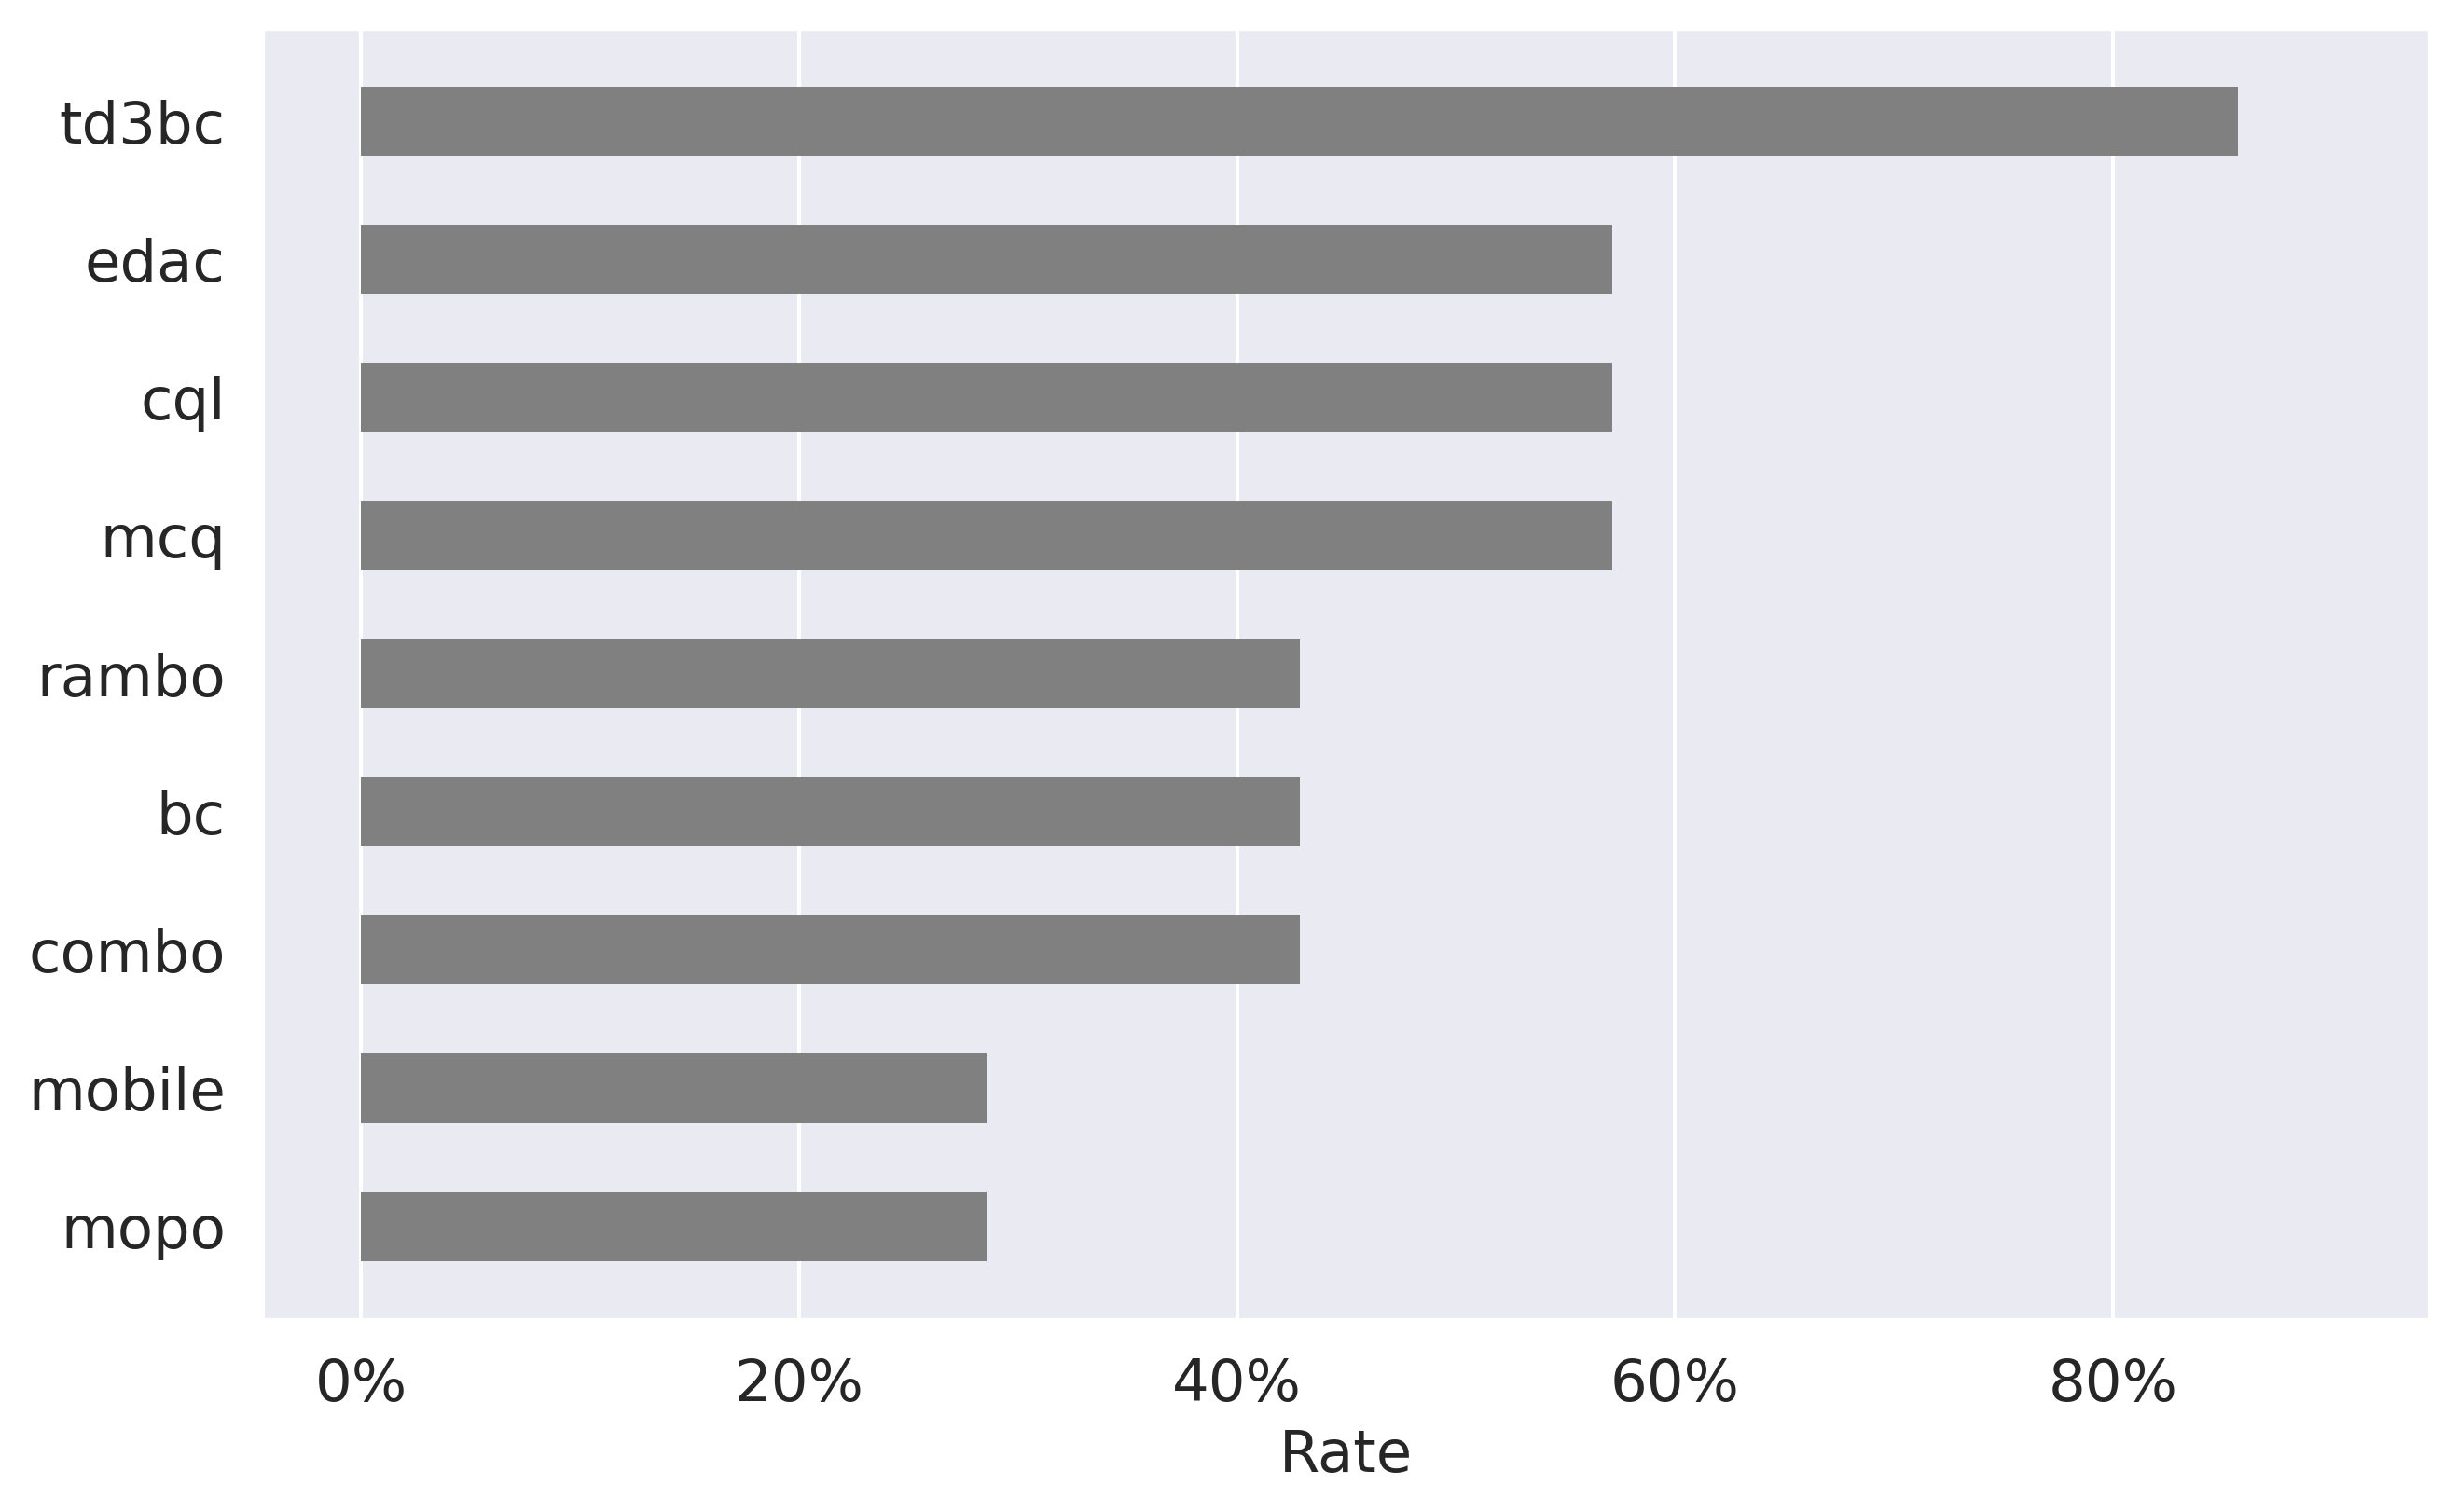 td3bc
edac
cql
mcq
rambo
bc
combo
mobile
mopo
0% 20% 40% 60% 80%
Rate